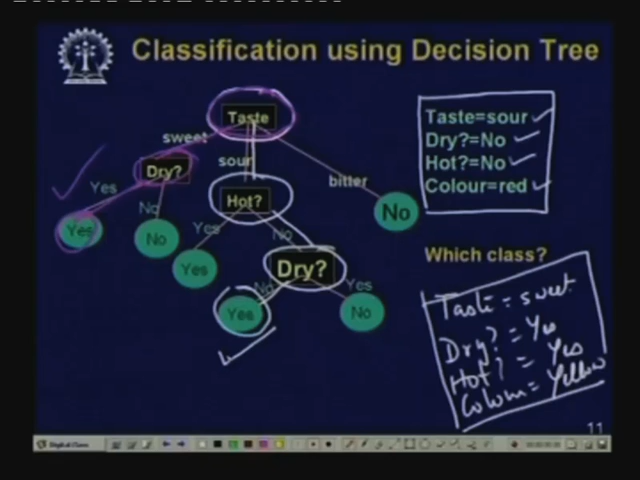 Classification using Decision Tree
Taste
sweet
sour
bitter
Dry?
Hot?
No
Yes
No
Yes
No
Yes
No
Yes
Dry?
No
Yes
Yes
No
Taste=sour
Dry?=No
Hot?=No
Colour=red
Which class?
Taste = sweet
Dry? = Yes
Hot? = Yes
Colour = Yellow
11